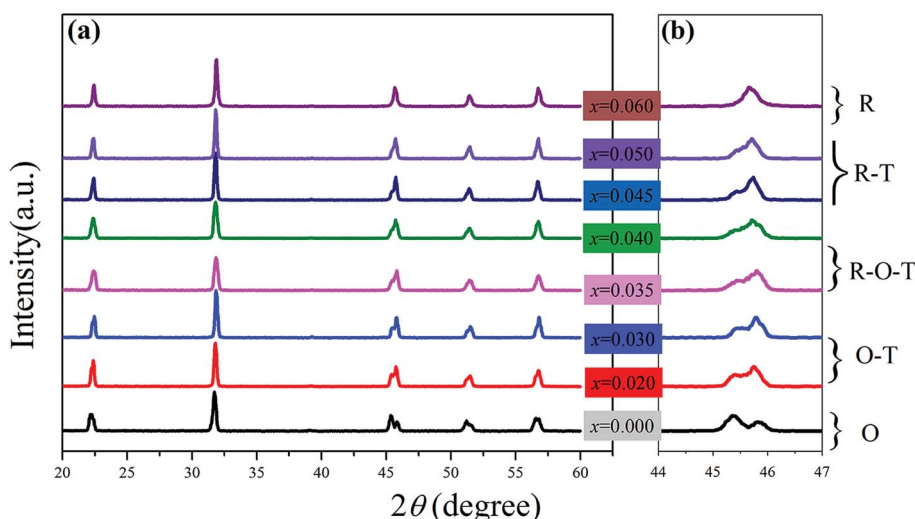 (a)
(b)
Intensity(a.u.)
x=0.060
R
x=0.050
x=0.045
R-T
x=0.040
x=0.035
R-O-T
x=0.030
x=0.020
O-T
x=0.000
O
20 25 30 35 40 45 50 55 60
44 45 46 47
2θ (degree)